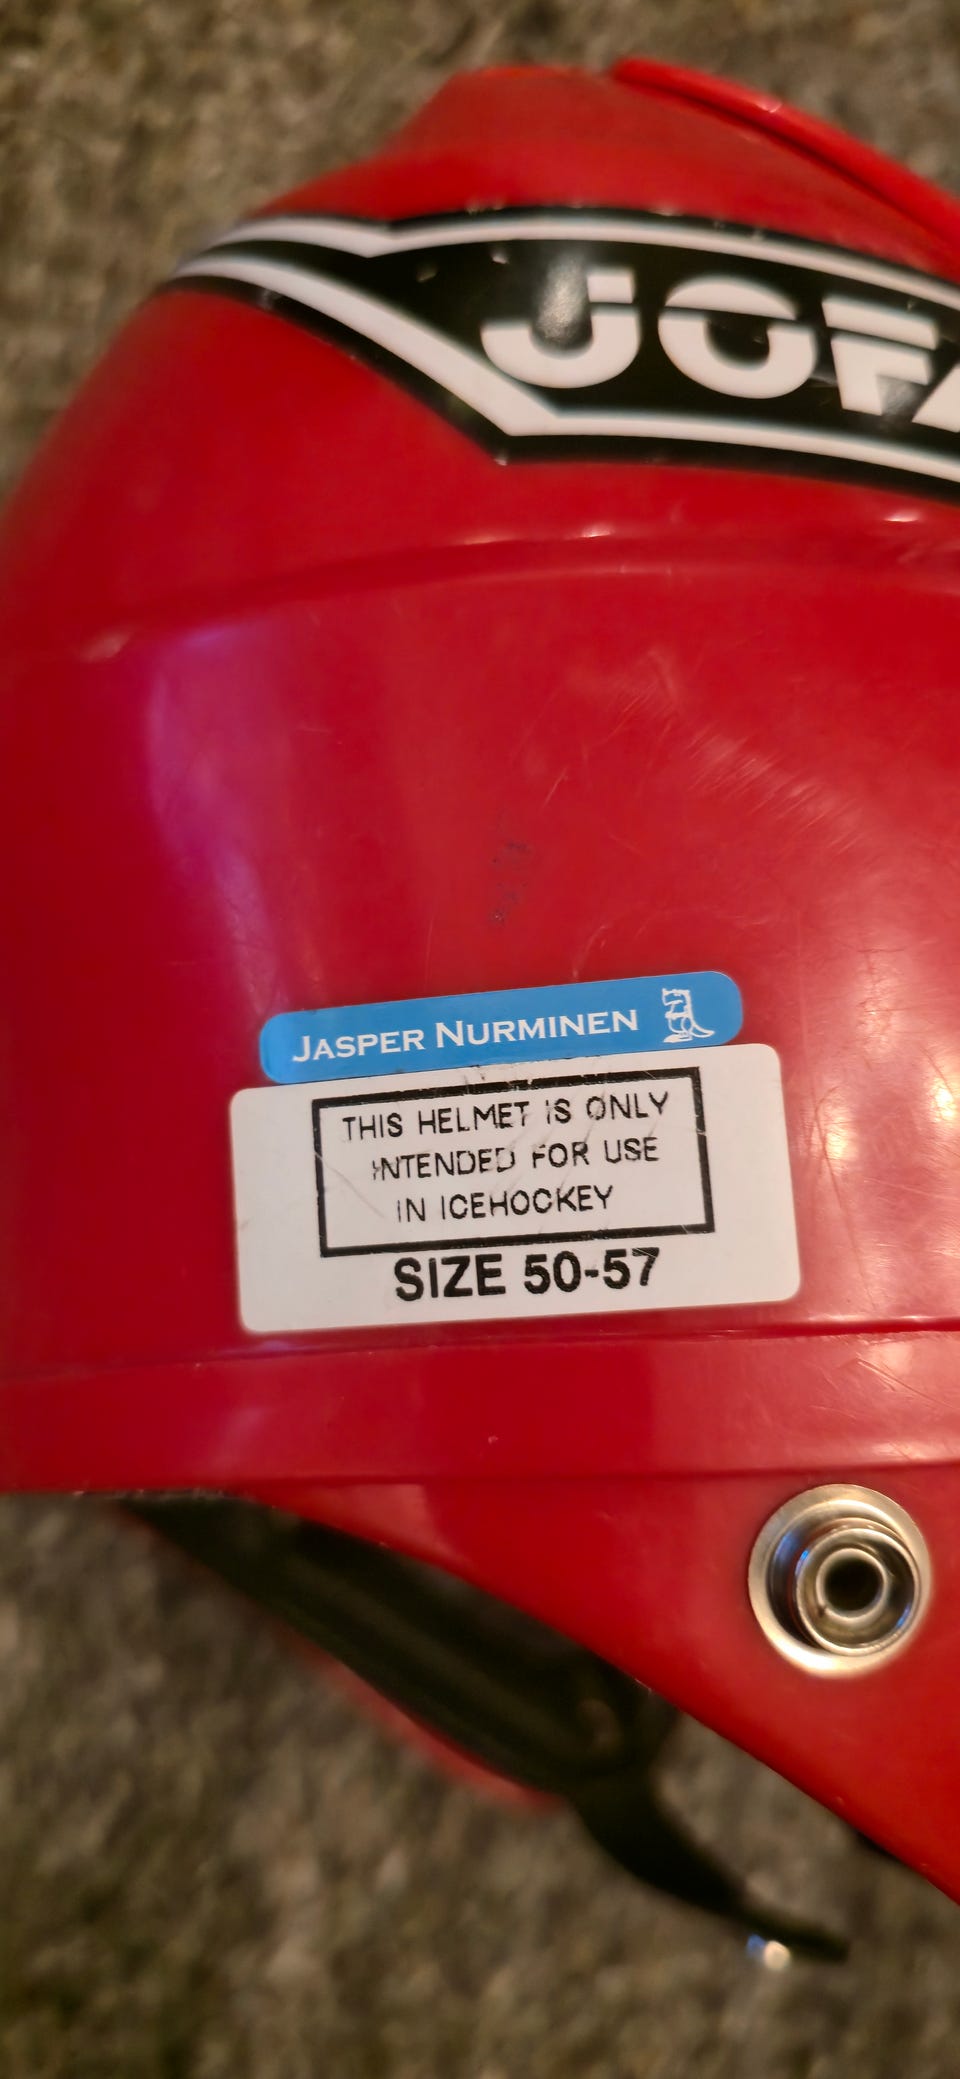 JOFA
JASPER NURMINEN
THIS HELMET IS ONLY
INTENDED FOR USE
IN ICEHOCKEY
SIZE 50-57